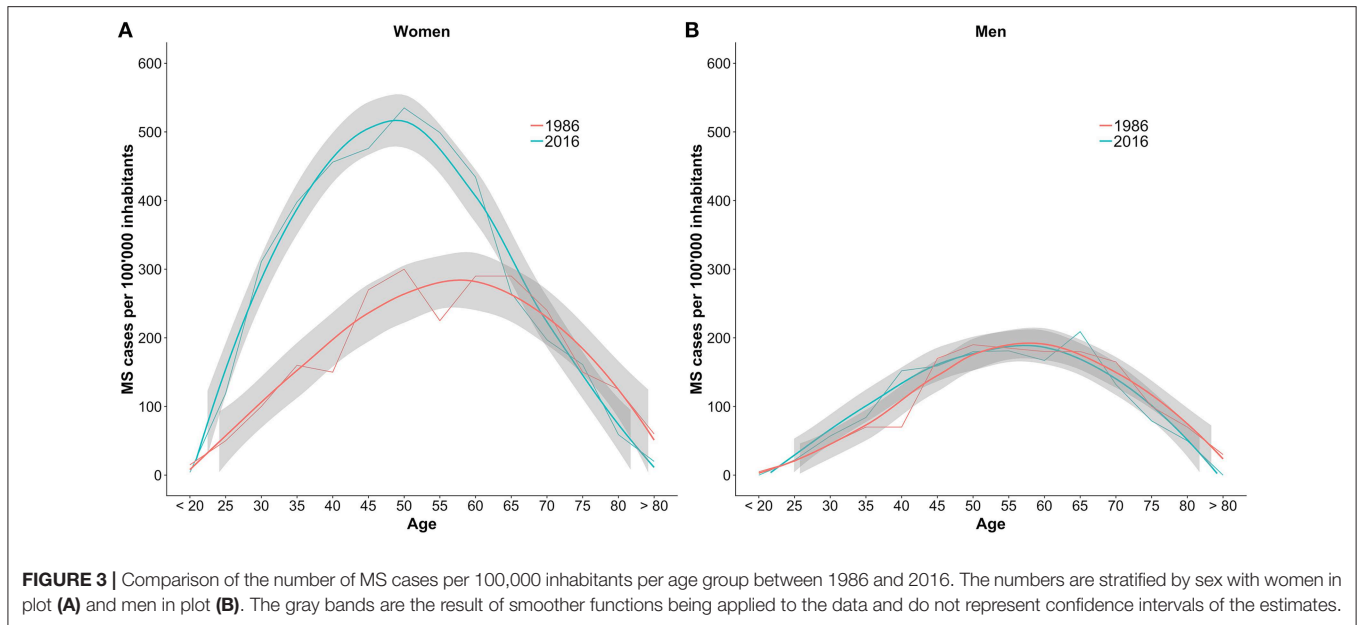 A
Women
600
500
400
300
200
100
0
MS cases per 100'000 inhabitants
1986
2016
< 20 25 30 35 40 45 50 55 60 65 70 75 80 > 80
Age
B
Men
600
500
400
300
200
100
0
MS cases per 100'000 inhabitants
1986
2016
< 20 25 30 35 40 45 50 55 60 65 70 75 80 > 80
Age
FIGURE 3 | Comparison of the number of MS cases per 100,000 inhabitants per age group between 1986 and 2016. The numbers are stratified by sex with women in
plot (A) and men in plot (B). The gray bands are the result of smoother functions being applied to the data and do not represent confidence intervals of the estimates.